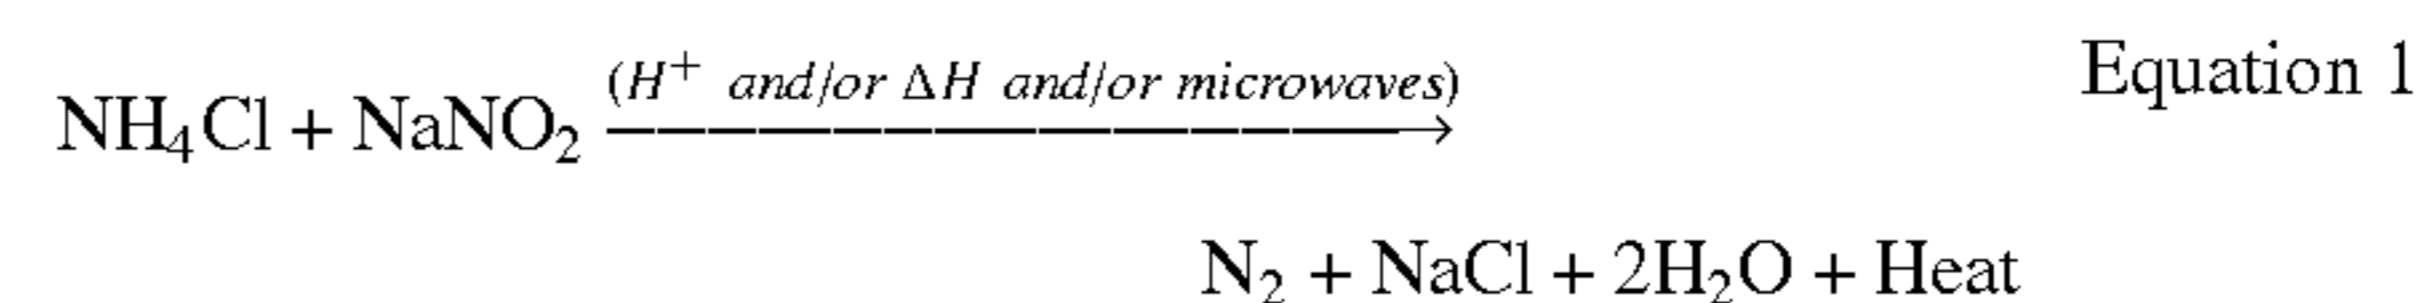 (H⁺ and/or ΔH and/or microwaves)
NH₄Cl + NaNO₂ ⟶ Equation 1
N₂ + NaCl + 2H₂O + Heat